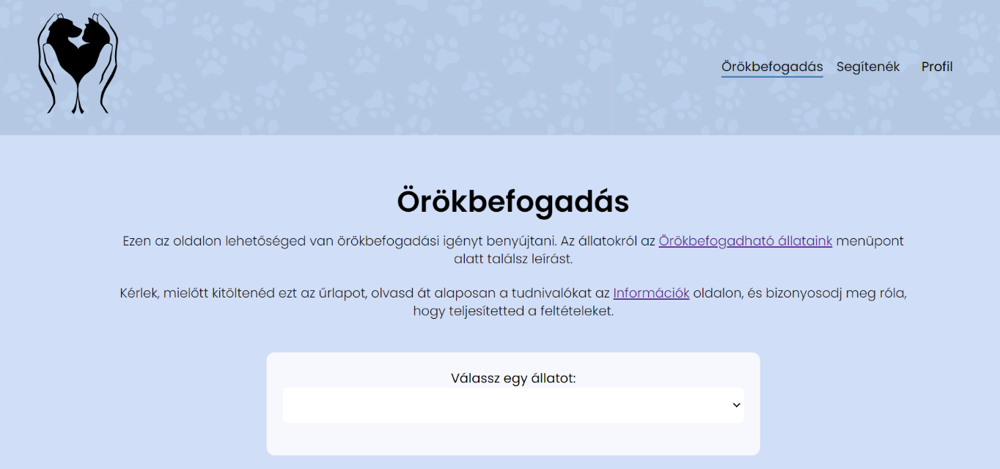 Örökbefogadás Segítenék Profil
Örökbefogadás
Ezen az oldalon lehetőséged van örökbefogadási igényt benyújtani. Az állatokról az Örökbefogadható állataink menüpont
alatt találsz leírást.
Kérlek, mielőtt kitöltenéd ezt az űrlapot, olvasd át alaposan a tudnivalókat az Információk oldalon, és bizonyosodj meg róla,
hogy teljesítetted a feltételeket.
Válassz egy állatot: